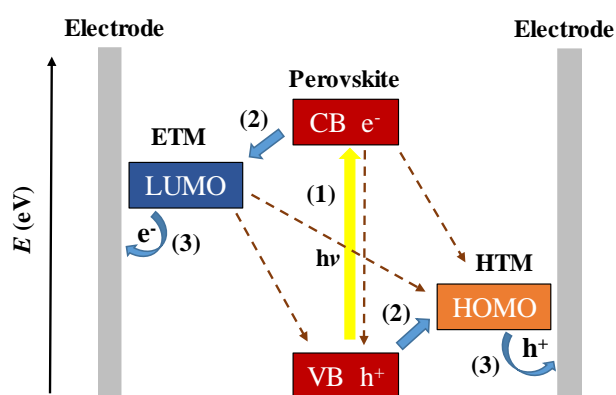 Electrode
Electrode
Perovskite
(2)
CB e-
ETM
LUMO
(1)
E (eV)
e-
(3)
hν
HTM
(2)
HOMO
VB h+
(3)
h+